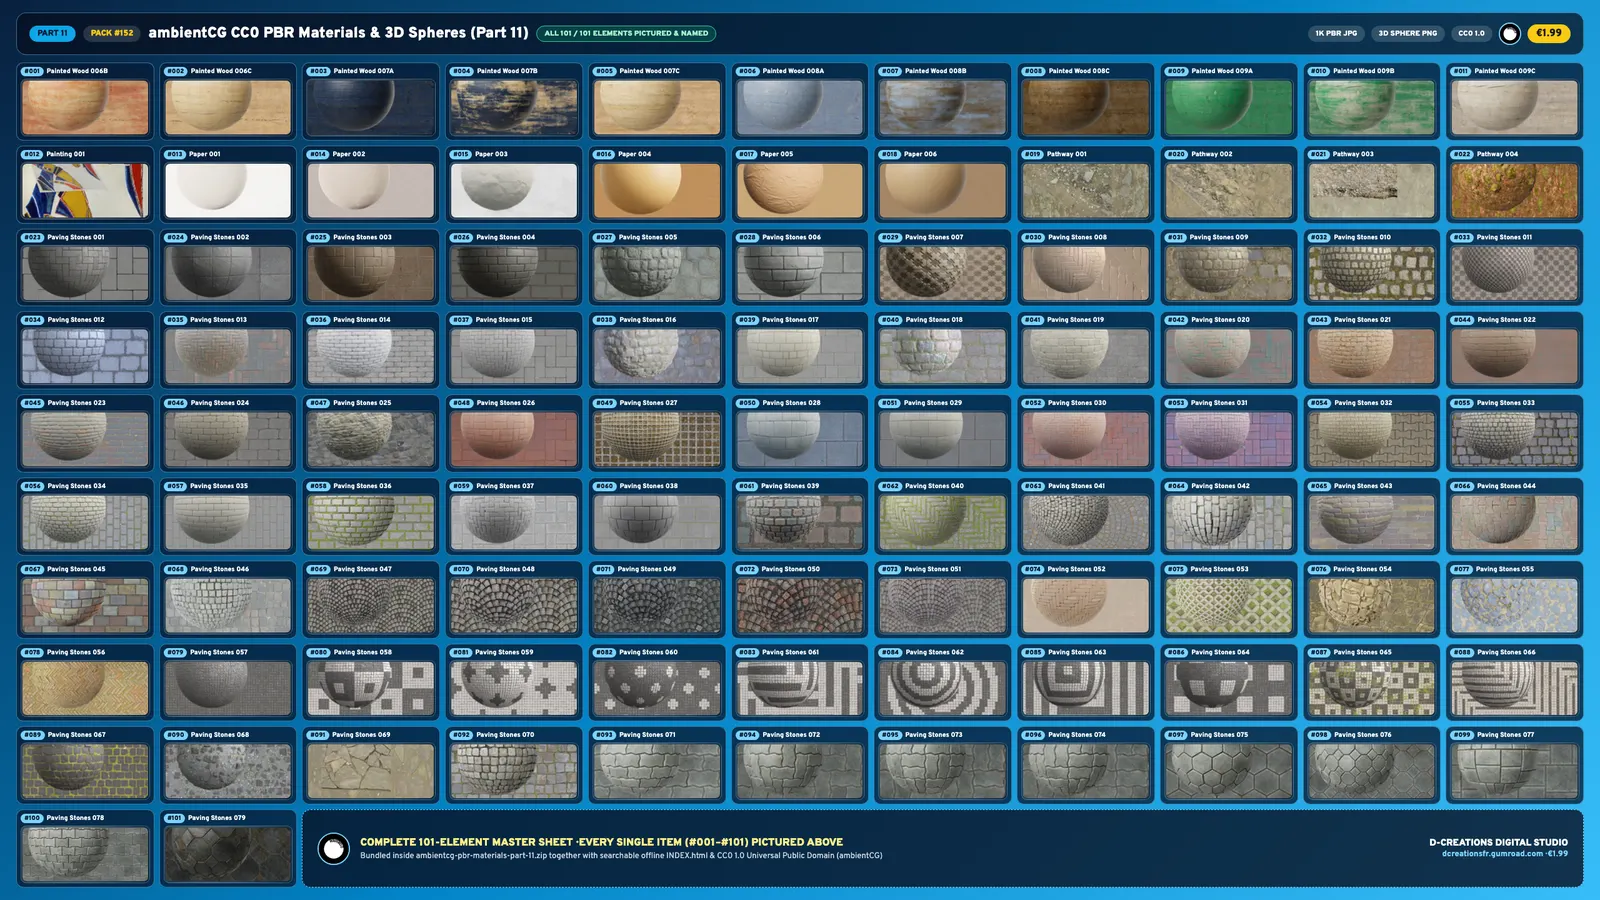 PART 11 PACK #152 ambientCG CC0 PBR Materials & 3D Spheres (Part 11) ALL 101 / 101 ELEMENTS PICTURED & NAMED 1K PBR JPG 3D SPHERE PNG CC0 1.0 €1.99
#001 Painted Wood 006B #002 Painted Wood 006C #003 Painted Wood 007A #004 Painted Wood 007B #005 Painted Wood 007C #006 Painted Wood 008A #007 Painted Wood 008B #008 Painted Wood 008C #009 Painted Wood 009A #010 Painted Wood 009B #011 Painted Wood 009C
#012 Painting 001 #013 Paper 001 #014 Paper 002 #015 Paper 003 #016 Paper 004 #017 Paper 005 #018 Paper 006 #019 Pathway 001 #020 Pathway 002 #021 Pathway 003 #022 Pathway 004
#023 Paving Stones 001 #024 Paving Stones 002 #025 Paving Stones 003 #026 Paving Stones 004 #027 Paving Stones 005 #028 Paving Stones 006 #029 Paving Stones 007 #030 Paving Stones 008 #031 Paving Stones 009 #032 Paving Stones 010 #033 Paving Stones 011
#034 Paving Stones 012 #035 Paving Stones 013 #036 Paving Stones 014 #037 Paving Stones 015 #038 Paving Stones 016 #039 Paving Stones 017 #040 Paving Stones 018 #041 Paving Stones 019 #042 Paving Stones 020 #043 Paving Stones 021 #044 Paving Stones 022
#045 Paving Stones 023 #046 Paving Stones 024 #047 Paving Stones 025 #048 Paving Stones 026 #049 Paving Stones 027 #050 Paving Stones 028 #051 Paving Stones 029 #052 Paving Stones 030 #053 Paving Stones 031 #054 Paving Stones 032 #055 Paving Stones 033
#056 Paving Stones 034 #057 Paving Stones 035 #058 Paving Stones 036 #059 Paving Stones 037 #060 Paving Stones 038 #061 Paving Stones 039 #062 Paving Stones 040 #063 Paving Stones 041 #064 Paving Stones 042 #065 Paving Stones 043 #066 Paving Stones 044
#067 Paving Stones 045 #068 Paving Stones 046 #069 Paving Stones 047 #070 Paving Stones 048 #071 Paving Stones 049 #072 Paving Stones 050 #073 Paving Stones 051 #074 Paving Stones 052 #075 Paving Stones 053 #076 Paving Stones 054 #077 Paving Stones 055
#078 Paving Stones 056 #079 Paving Stones 057 #080 Paving Stones 058 #081 Paving Stones 059 #082 Paving Stones 060 #083 Paving Stones 061 #084 Paving Stones 062 #085 Paving Stones 063 #086 Paving Stones 064 #087 Paving Stones 065 #088 Paving Stones 066
#089 Paving Stones 067 #090 Paving Stones 068 #091 Paving Stones 069 #092 Paving Stones 070 #093 Paving Stones 071 #094 Paving Stones 072 #095 Paving Stones 073 #096 Paving Stones 074 #097 Paving Stones 075 #098 Paving Stones 076 #099 Paving Stones 077
#100 Paving Stones 078 #101 Paving Stones 079
COMPLETE 101-ELEMENT MASTER SHEET · EVERY SINGLE ITEM (#001–#101) PICTURED ABOVE
Bundled inside ambientcg-pbr-materials-part-11.zip together with searchable offline INDEX.html & CC0 1.0 Universal Public Domain (ambientCG)
D-CREATIONS DIGITAL STUDIO
dcreationsfr.gumroad.com · €1.99